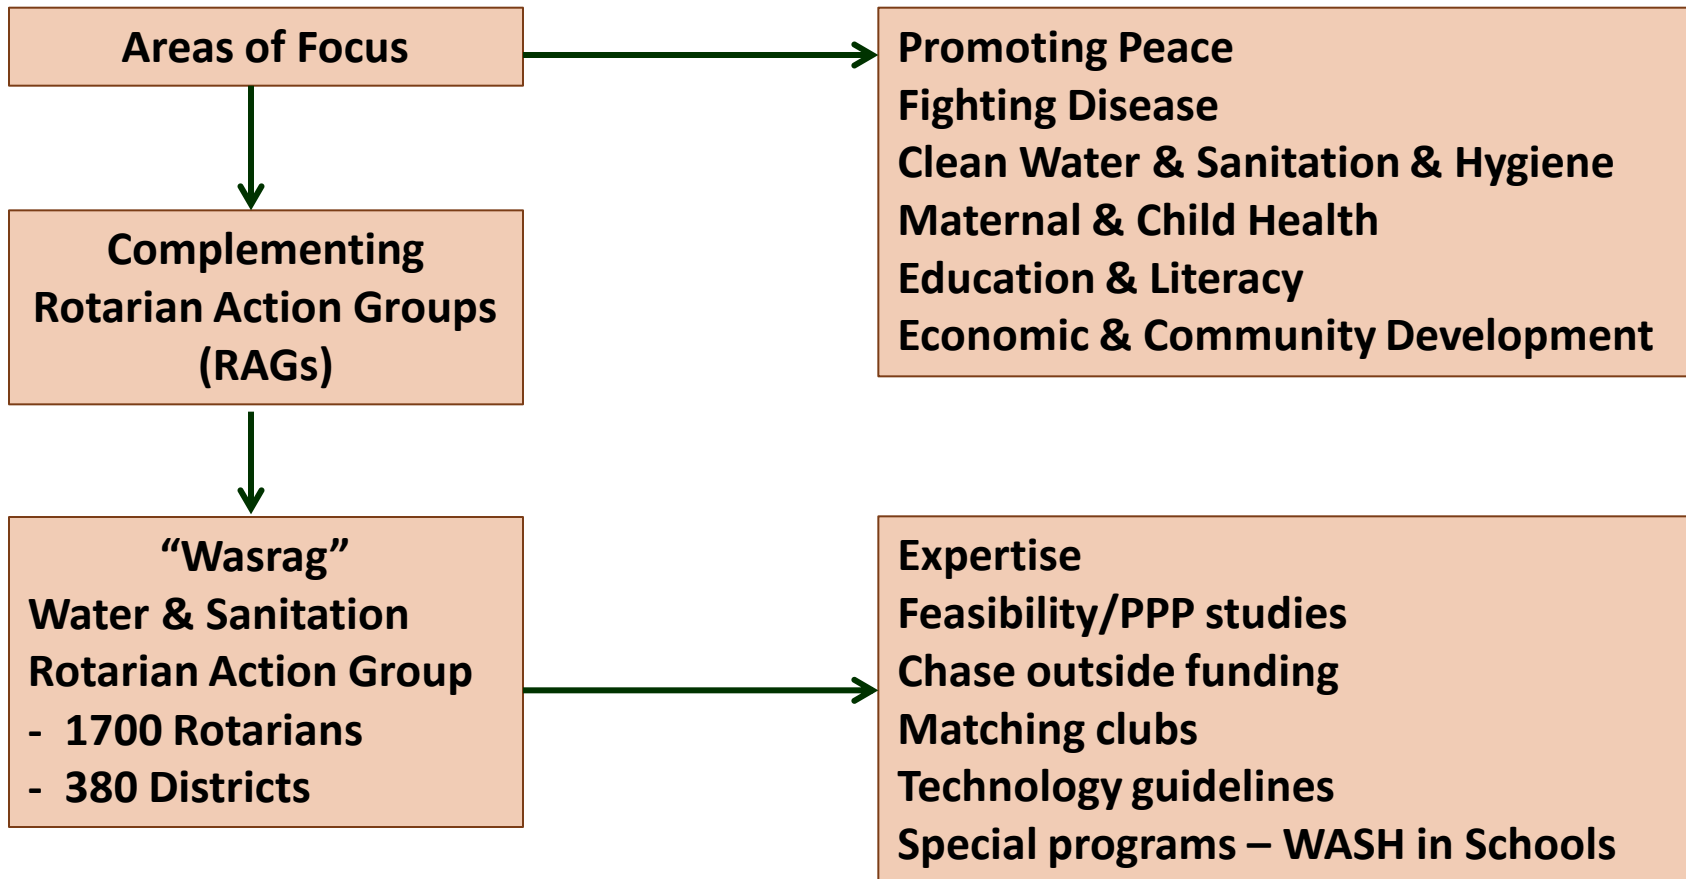 Areas of Focus
Promoting Peace
Fighting Disease
Clean Water & Sanitation & Hygiene
Maternal & Child Health
Education & Literacy
Economic & Community Development
Complementing
Rotarian Action Groups
(RAGs)
“Wasrag”
Water & Sanitation
Rotarian Action Group
- 1700 Rotarians
- 380 Districts
Expertise
Feasibility/PPP studies
Chase outside funding
Matching clubs
Technology guidelines
Special programs – WASH in Schools